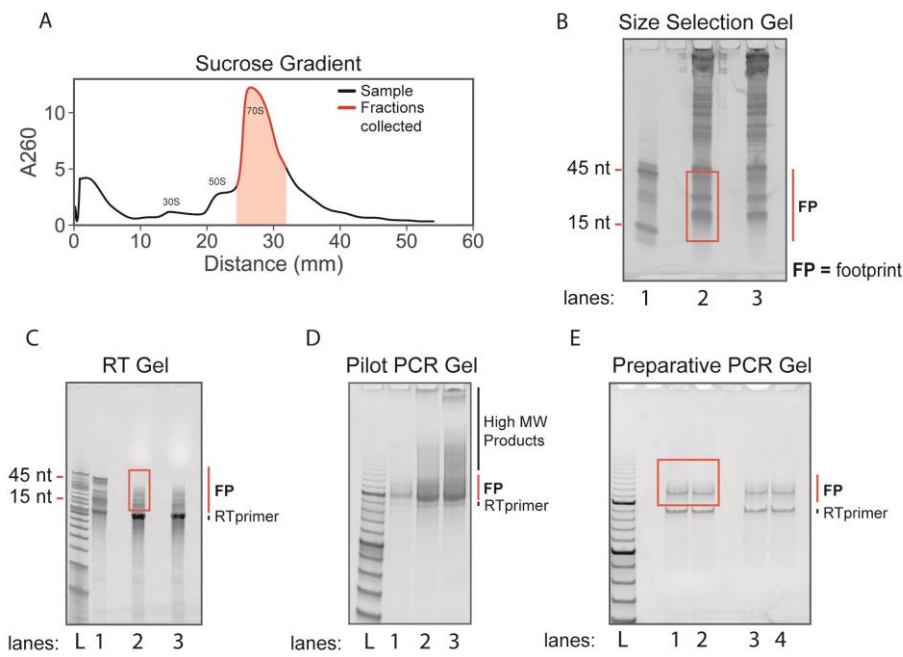 A
Sucrose Gradient
Sample
Fractions
collected
70S
50S
30S
A260
10
5
0
0 10 20 30 40 50 60
Distance (mm)
B
Size Selection Gel
45 nt
15 nt
FP
FP = footprint
lanes: 1 2 3
C
RT Gel
45 nt
15 nt
FP
RTprimer
lanes: L 1 2 3
D
Pilot PCR Gel
High MW
Products
FP
RTprimer
lanes: L 1 2 3
E
Preparative PCR Gel
FP
RTprimer
lanes: L 1 2 3 4